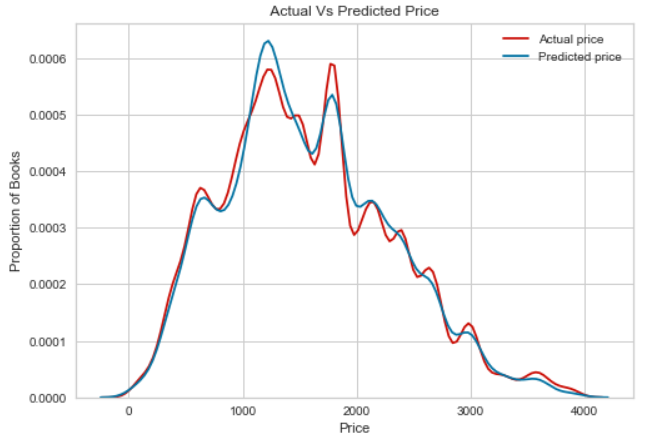 Actual Vs Predicted Price
Actual price
Predicted price
Proportion of Books
0.0006
0.0005
0.0004
0.0003
0.0002
0.0001
0.0000
0 1000 2000 3000 4000
Price